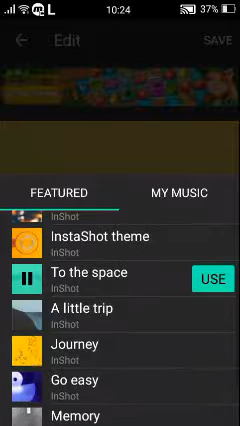 L
10:24
37%
Edit
SAVE
FEATURED
MY MUSIC
InShot
InstaShot theme
InShot
To the space
InShot
USE
A little trip
InShot
Journey
InShot
Go easy
InShot
Memory